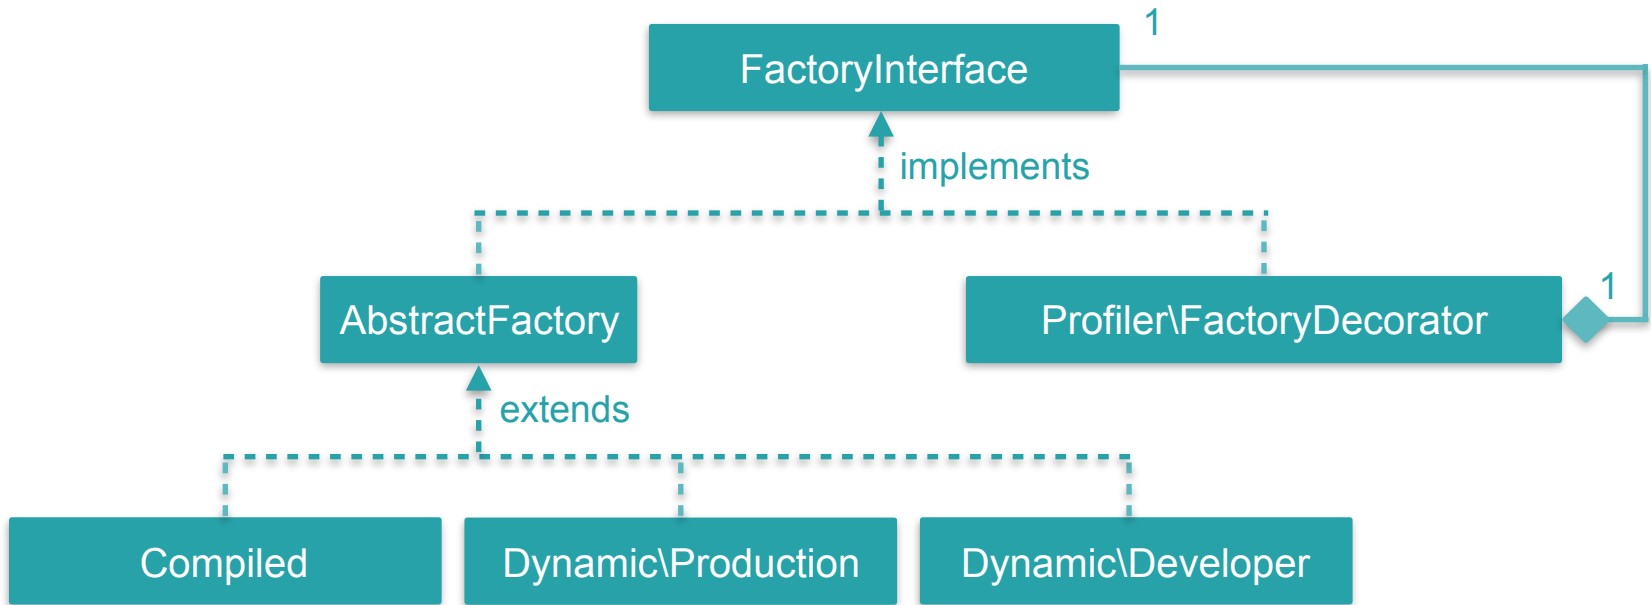 1
FactoryInterface
implements
AbstractFactory
Profiler\FactoryDecorator
1
extends
Compiled
Dynamic\Production
Dynamic\Developer